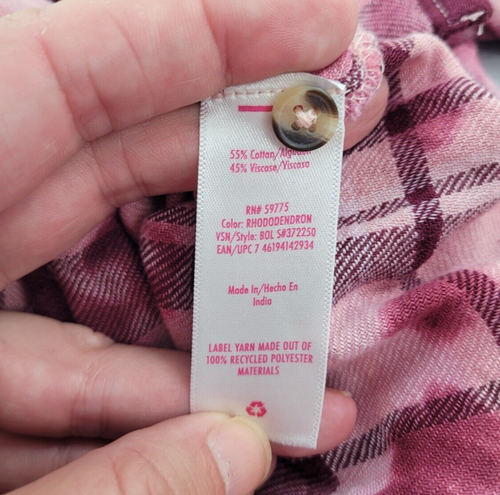 55% Cotton/Algodón
45% Viscose/Viscosa
RN# 59775
Color: RHODODENDRON
VSN/Style: BOL S#372250
EAN/UPC 7 46194142934
Made In/Hecho En
India
LABEL YARN MADE OUT OF
100% RECYCLED POLYESTER
MATERIALS